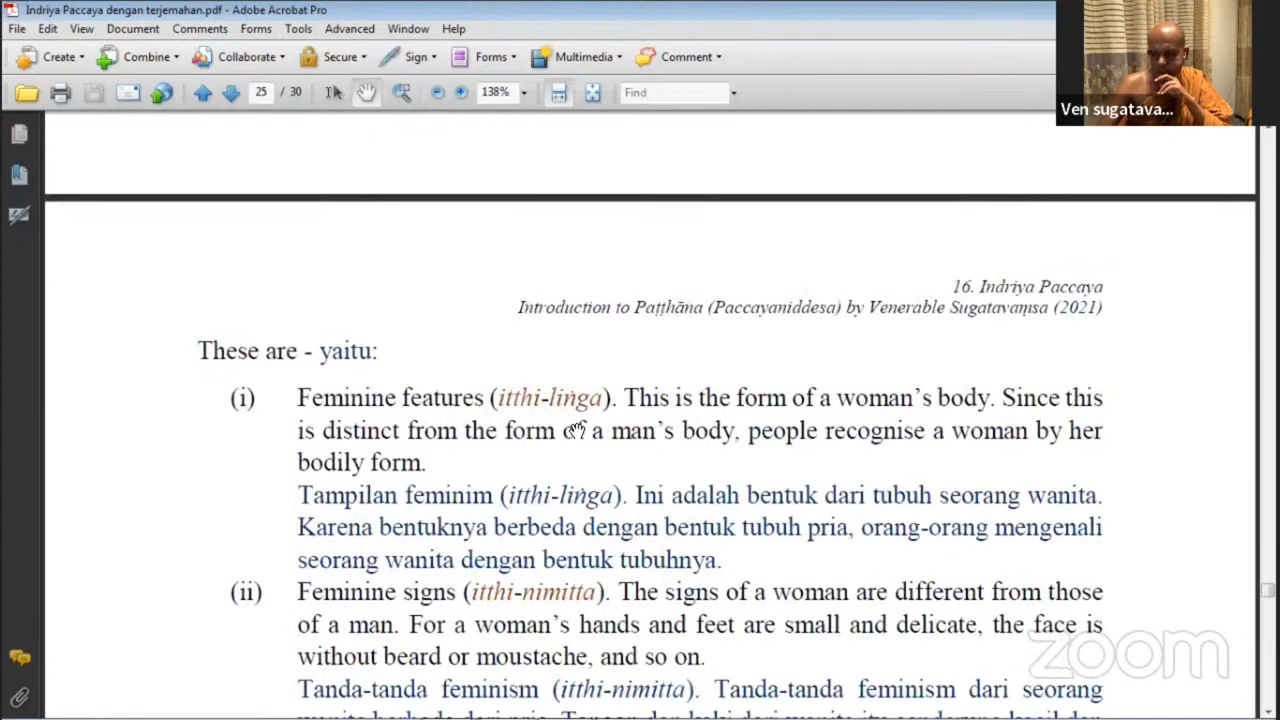 Indriya Paccaya dengan terjemahan.pdf - Adobe Acrobat Pro
File Edit View Document Comments Forms Tools Advanced Window Help
Create Combine Collaborate Secure Sign Forms Multimedia Comment
25 / 30 138% Find
Ven sugatava...
16. Indriya Paccaya
Introduction to Paṭṭhāna (Paccayaniddesa) by Venerable Sugatavaṃsa (2021)
These are - yaitu:
(i) Feminine features (itthi-liṅga). This is the form of a woman's body. Since this
is distinct from the form of a man's body, people recognise a woman by her
bodily form.
Tampilan feminim (itthi-liṅga). Ini adalah bentuk dari tubuh seorang wanita.
Karena bentuknya berbeda dengan bentuk tubuh pria, orang-orang mengenali
seorang wanita dengan bentuk tubuhnya.
(ii) Feminine signs (itthi-nimitta). The signs of a woman are different from those
of a man. For a woman's hands and feet are small and delicate, the face is
without beard or moustache, and so on.
Tanda-tanda feminism (itthi-nimitta). Tanda-tanda feminism dari seorang
zoom